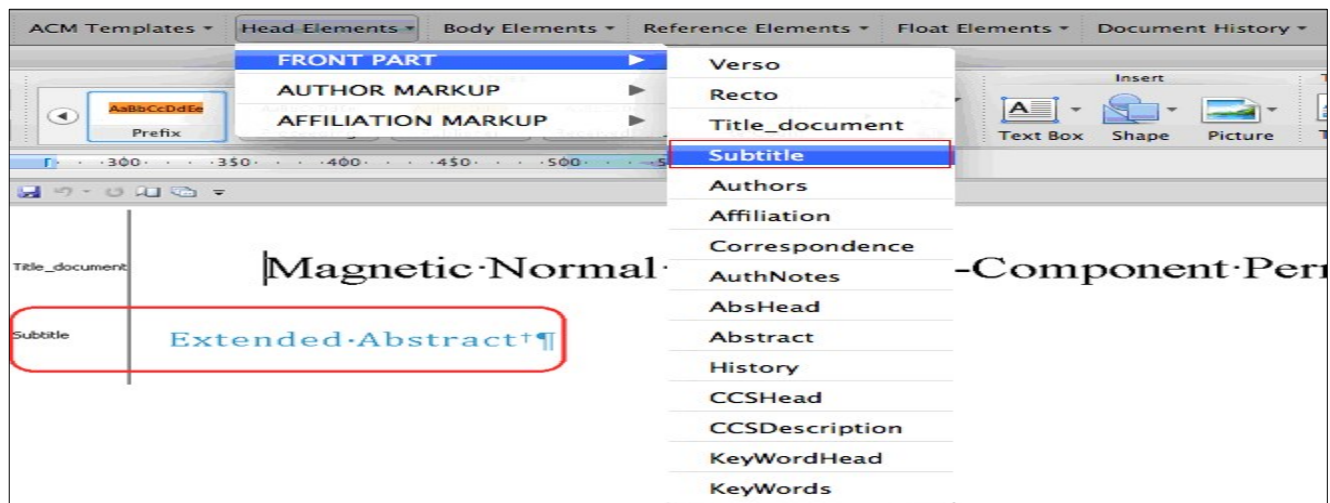 ACM Templates Head Elements Body Elements Reference Elements Float Elements Document History
FRONT PART
AUTHOR MARKUP
AFFILIATION MARKUP
Verso
Recto
Title_document
Subtitle
Authors
Affiliation
Correspondence
AuthNotes
AbsHead
Abstract
History
CCSHead
CCSDescription
KeyWordHead
KeyWords
AaBbCcDdEe
Prefix
Insert
Text Box Shape Picture
300 350 400 450 500
Title_document
Magnetic·Normal· -Component·Per
Subtitle
Extended·Abstract†¶